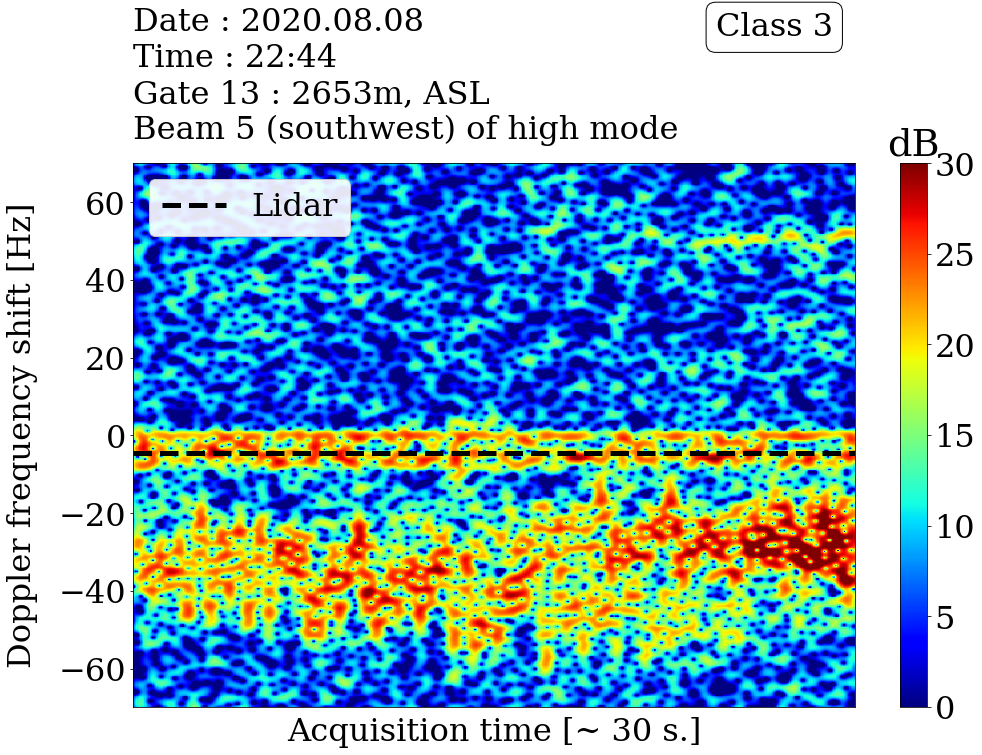 Date : 2020.08.08
Time : 22:44
Gate 13 : 2653m, ASL
Beam 5 (southwest) of high mode
Class 3
dB
Lidar
Doppler frequency shift [Hz]
60
40
20
0
−20
−40
−60
30
25
20
15
10
5
0
Acquisition time [~ 30 s.]